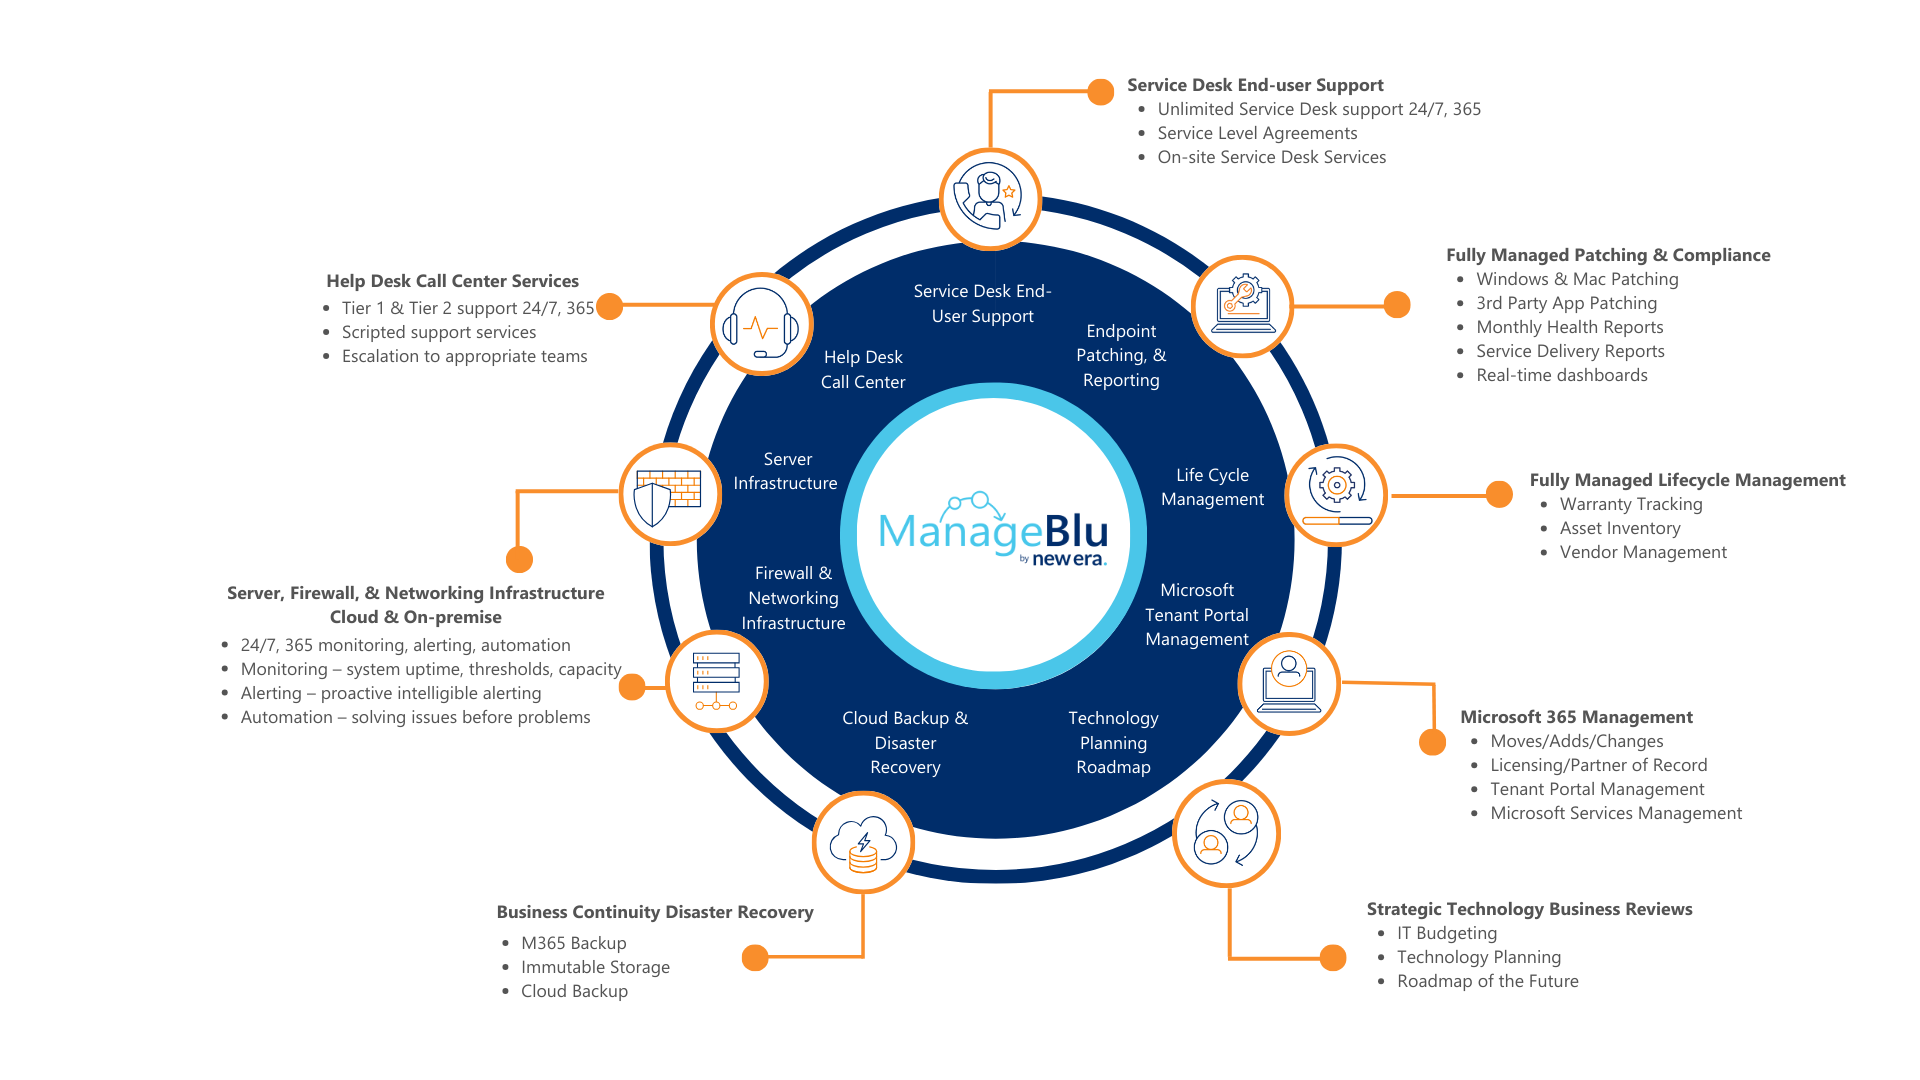 Service Desk End-user Support
• Unlimited Service Desk support 24/7, 365
• Service Level Agreements
• On-site Service Desk Services
Fully Managed Patching & Compliance
• Windows & Mac Patching
• 3rd Party App Patching
• Monthly Health Reports
• Service Delivery Reports
• Real-time dashboards
Fully Managed Lifecycle Management
• Warranty Tracking
• Asset Inventory
• Vendor Management
Microsoft 365 Management
• Moves/Adds/Changes
• Licensing/Partner of Record
• Tenant Portal Management
• Microsoft Services Management
Strategic Technology Business Reviews
• IT Budgeting
• Technology Planning
• Roadmap of the Future
Business Continuity Disaster Recovery
• M365 Backup
• Immutable Storage
• Cloud Backup
Server, Firewall, & Networking Infrastructure
Cloud & On-premise
• 24/7, 365 monitoring, alerting, automation
• Monitoring – system uptime, thresholds, capacity
• Alerting – proactive intelligible alerting
• Automation – solving issues before problems
Help Desk Call Center Services
• Tier 1 & Tier 2 support 24/7, 365
• Scripted support services
• Escalation to appropriate teams
Service Desk End-
User Support
Endpoint
Patching, &
Reporting
Life Cycle
Management
Microsoft
Tenant Portal
Management
Technology
Planning
Roadmap
Cloud Backup &
Disaster
Recovery
Firewall &
Networking
Infrastructure
Server
Infrastructure
Help Desk
Call Center
ManageBlu
by new era.